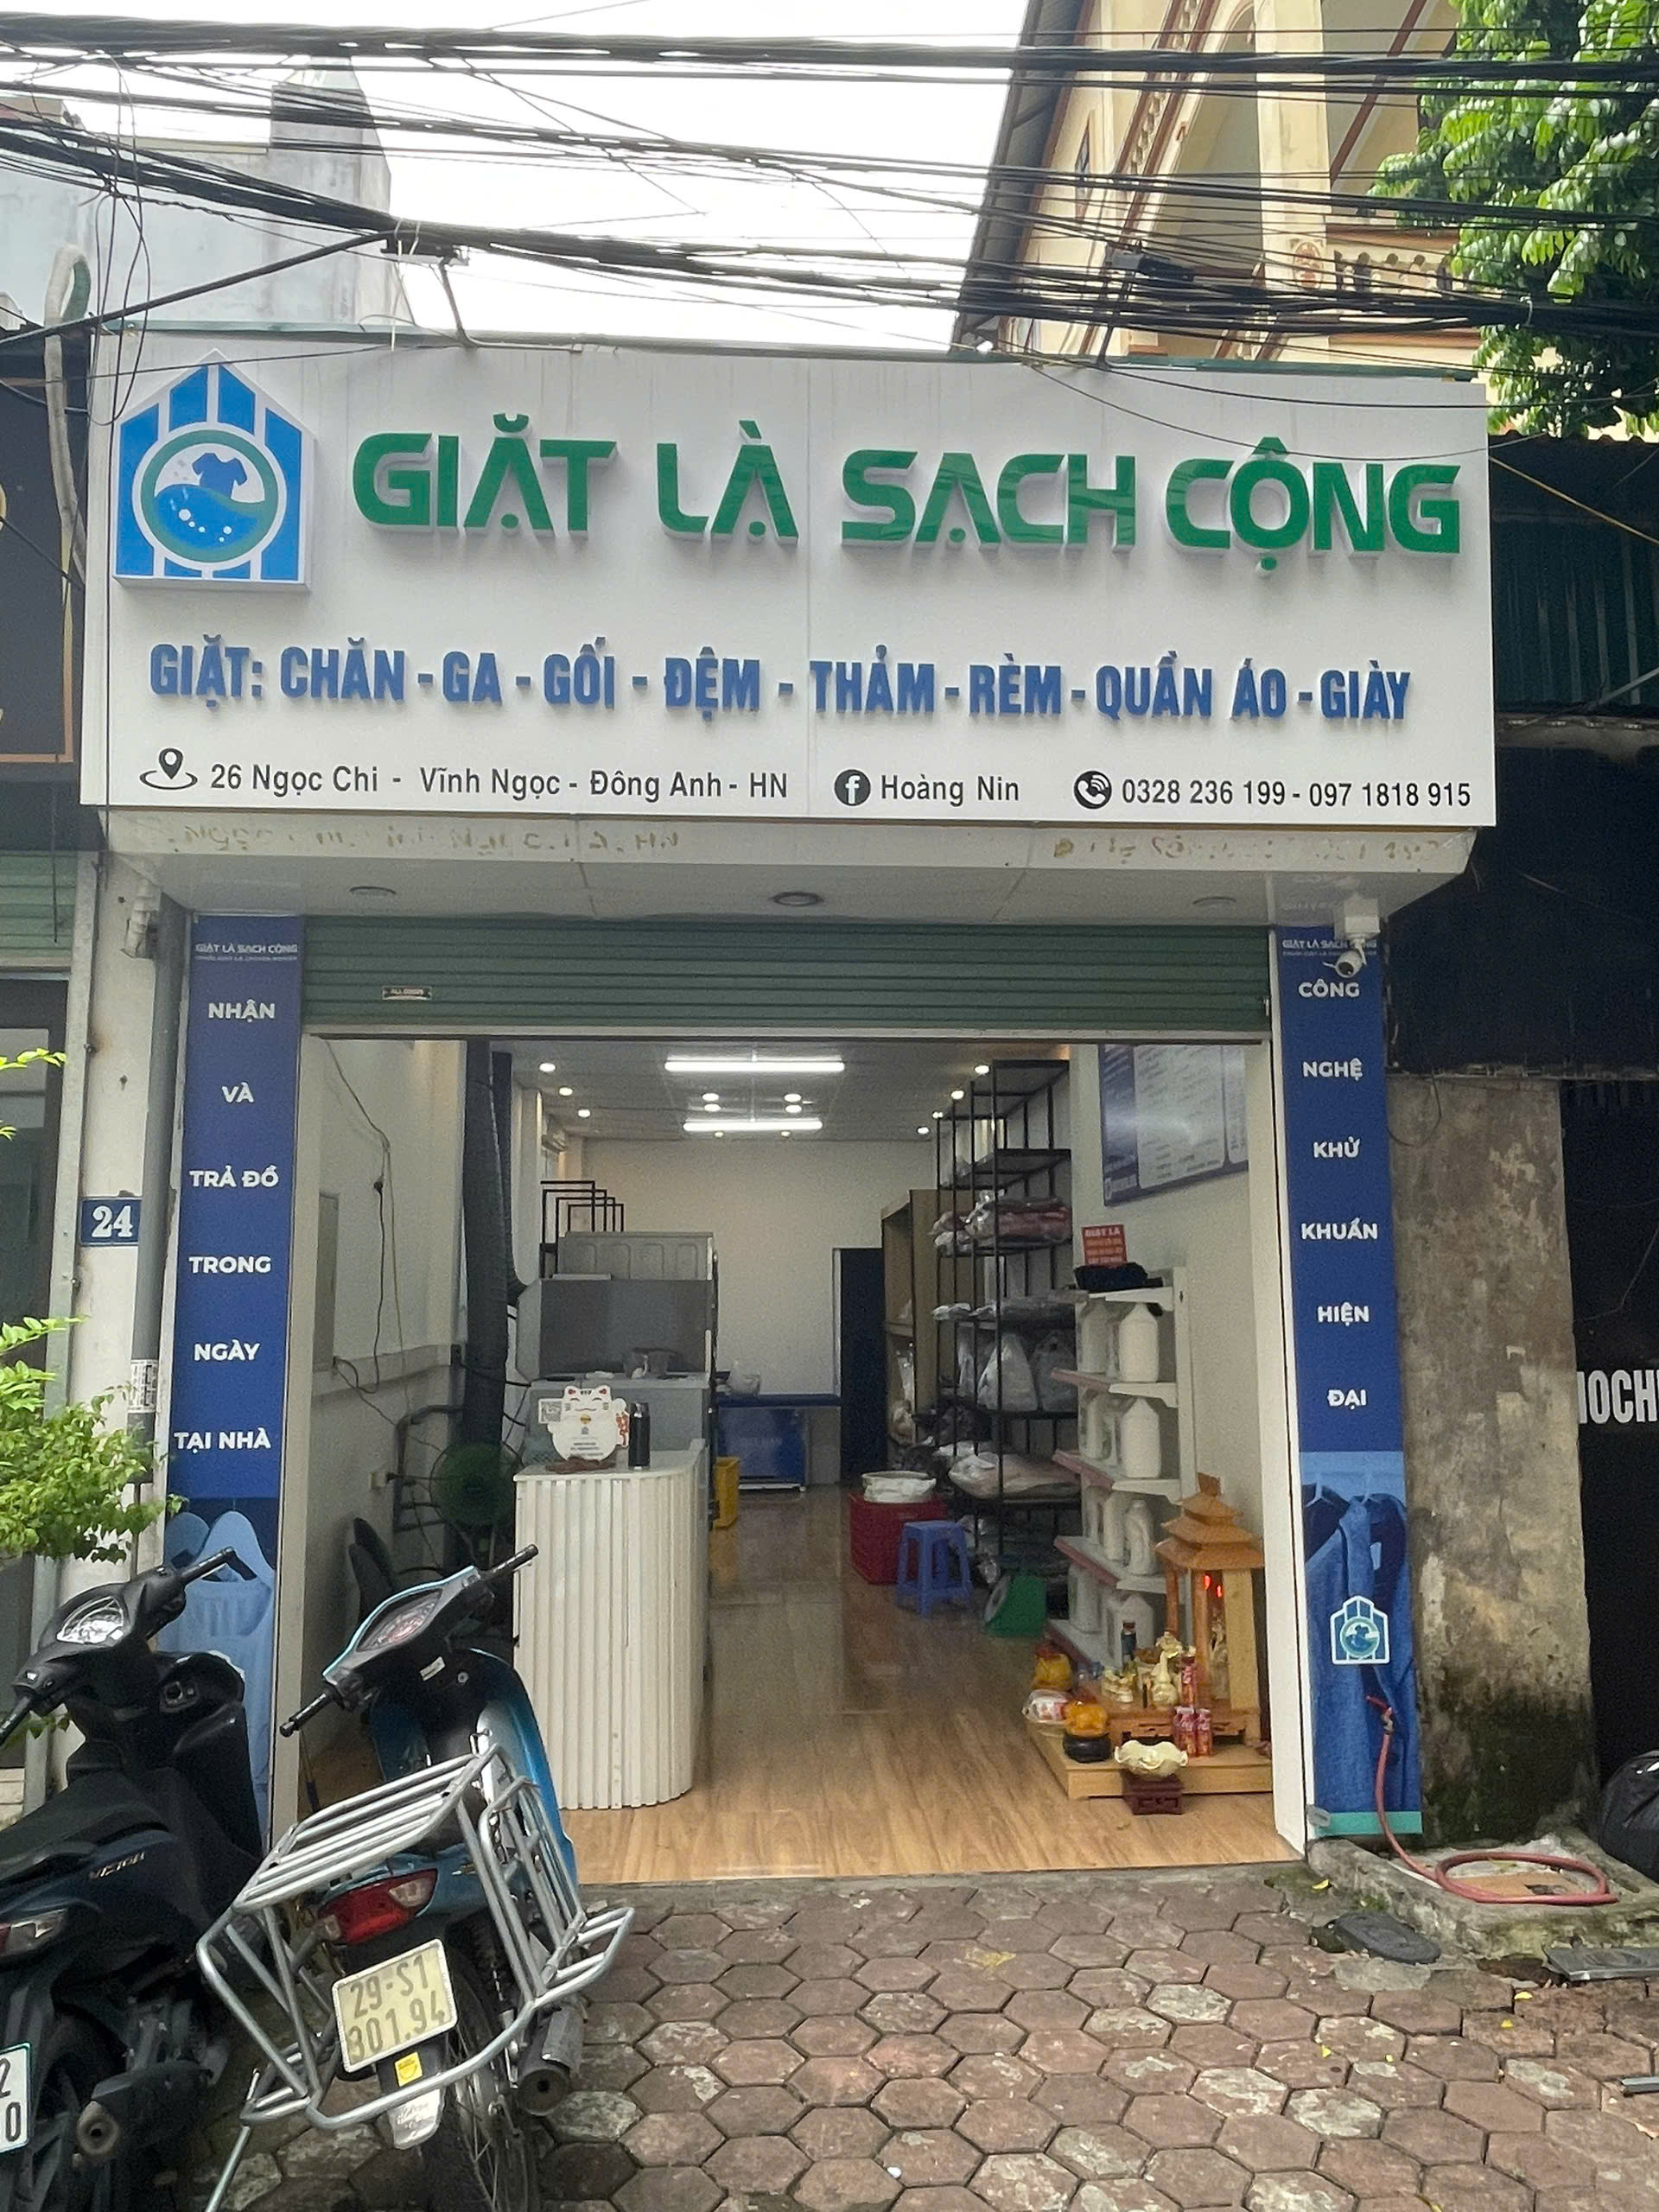 GIẶT LÀ SẠCH CỘNG
GIẶT: CHĂN - GA - GỐI - ĐỆM - THẢM - RÈM - QUẦN ÁO - GIÀY
26 Ngọc Chi - Vĩnh Ngọc - Đông Anh - HN
Hoàng Nin
0328 236 199 - 097 1818 915
GIẶT LÀ SẠCH CỘNG
NHẬN
VÀ
TRẢ ĐỒ
TRONG
NGÀY
TẠI NHÀ
GIẶT LÀ SẠCH CỘNG
CÔNG
NGHỆ
KHỬ
KHUẨN
HIỆN
ĐẠI
24
GIẶT LÀ
29-S1
301.94